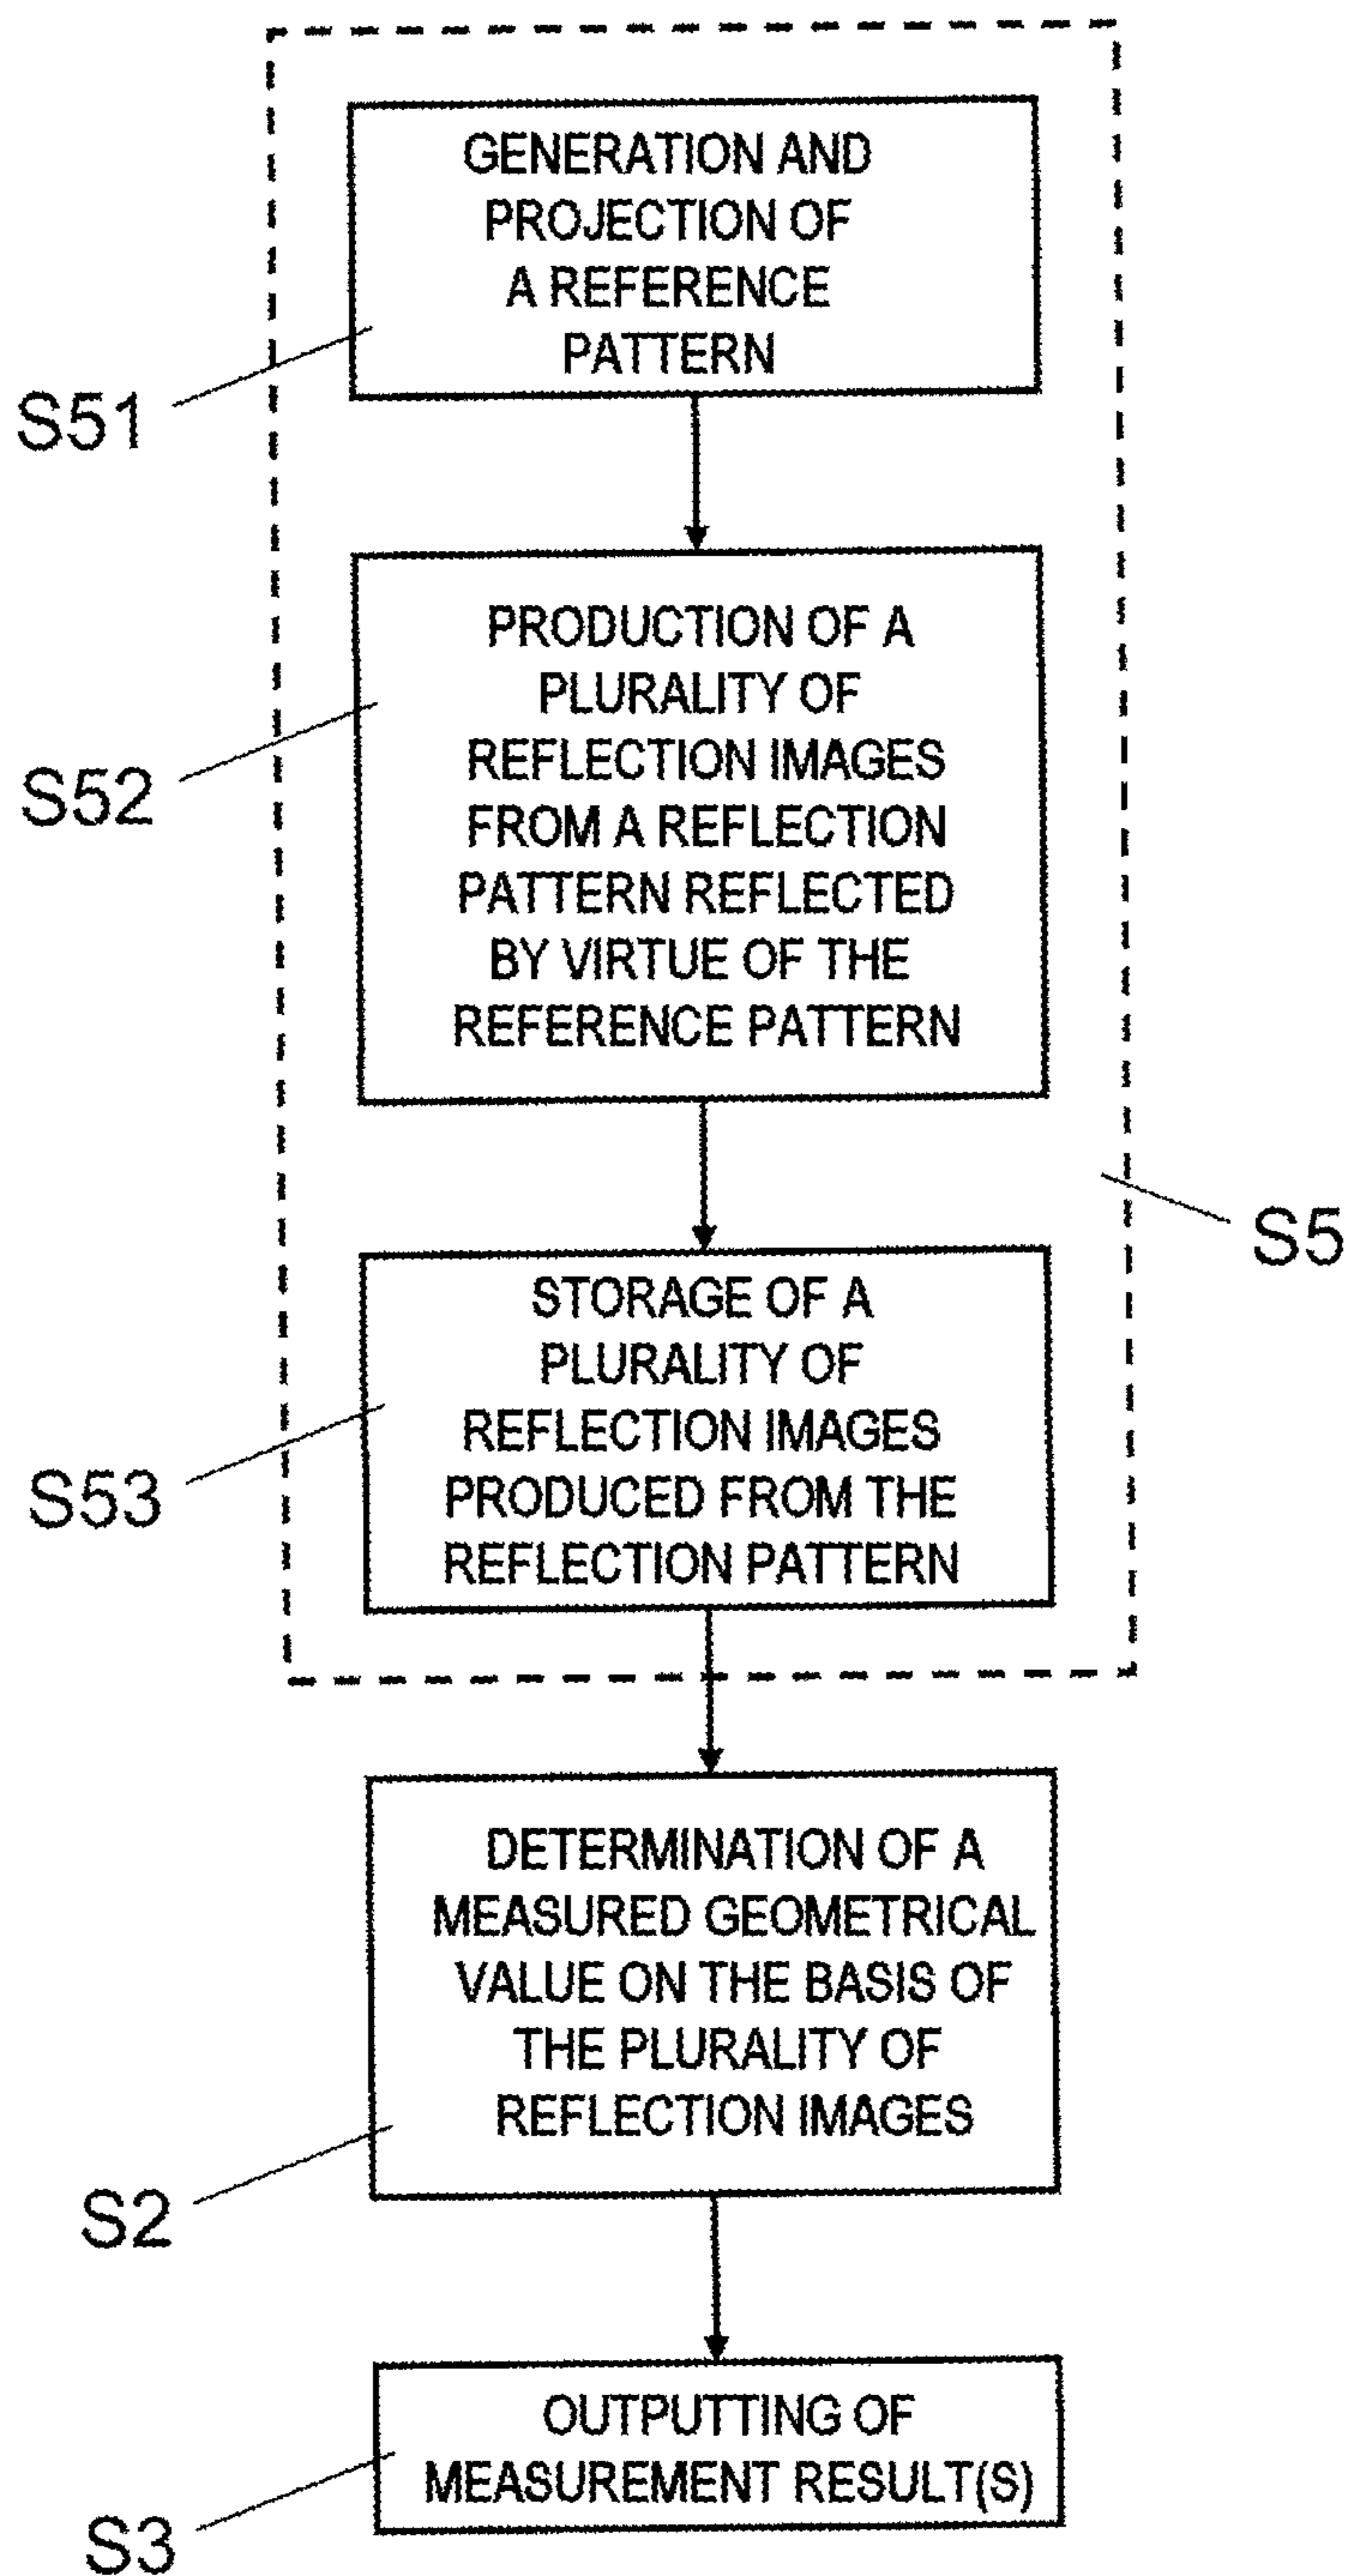 GENERATION AND
PROJECTION OF
A REFERENCE
PATTERN
S51
PRODUCTION OF A
PLURALITY OF
REFLECTION IMAGES
FROM A REFLECTION
PATTERN REFLECTED
BY VIRTUE OF THE
REFERENCE PATTERN
S52
S5
STORAGE OF A
PLURALITY OF
REFLECTION IMAGES
PRODUCED FROM THE
REFLECTION PATTERN
S53
DETERMINATION OF A
MEASURED GEOMETRICAL
VALUE ON THE BASIS OF
THE PLURALITY OF
REFLECTION IMAGES
S2
OUTPUTTING OF
MEASUREMENT RESULT(S)
S3